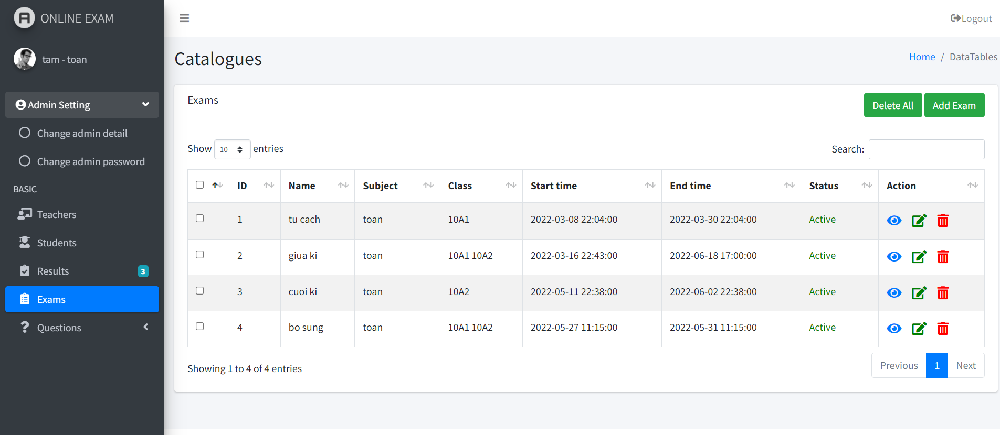 ONLINE EXAM
Logout
tam - toan
Catalogues
Home / DataTables
Admin Setting
Change admin detail
Change admin password
BASIC
Teachers
Students
Results 3
Exams
Questions
Exams
Delete All Add Exam
Show 10 entries
Search:
ID Name Subject Class Start time End time Status Action
1 tu cach toan 10A1 2022-03-08 22:04:00 2022-03-30 22:04:00 Active
2 giua ki toan 10A1 10A2 2022-03-16 22:43:00 2022-06-18 17:00:00 Active
3 cuoi ki toan 10A2 2022-05-11 22:38:00 2022-06-02 22:38:00 Active
4 bo sung toan 10A1 10A2 2022-05-27 11:15:00 2022-05-31 11:15:00 Active
Showing 1 to 4 of 4 entries
Previous 1 Next